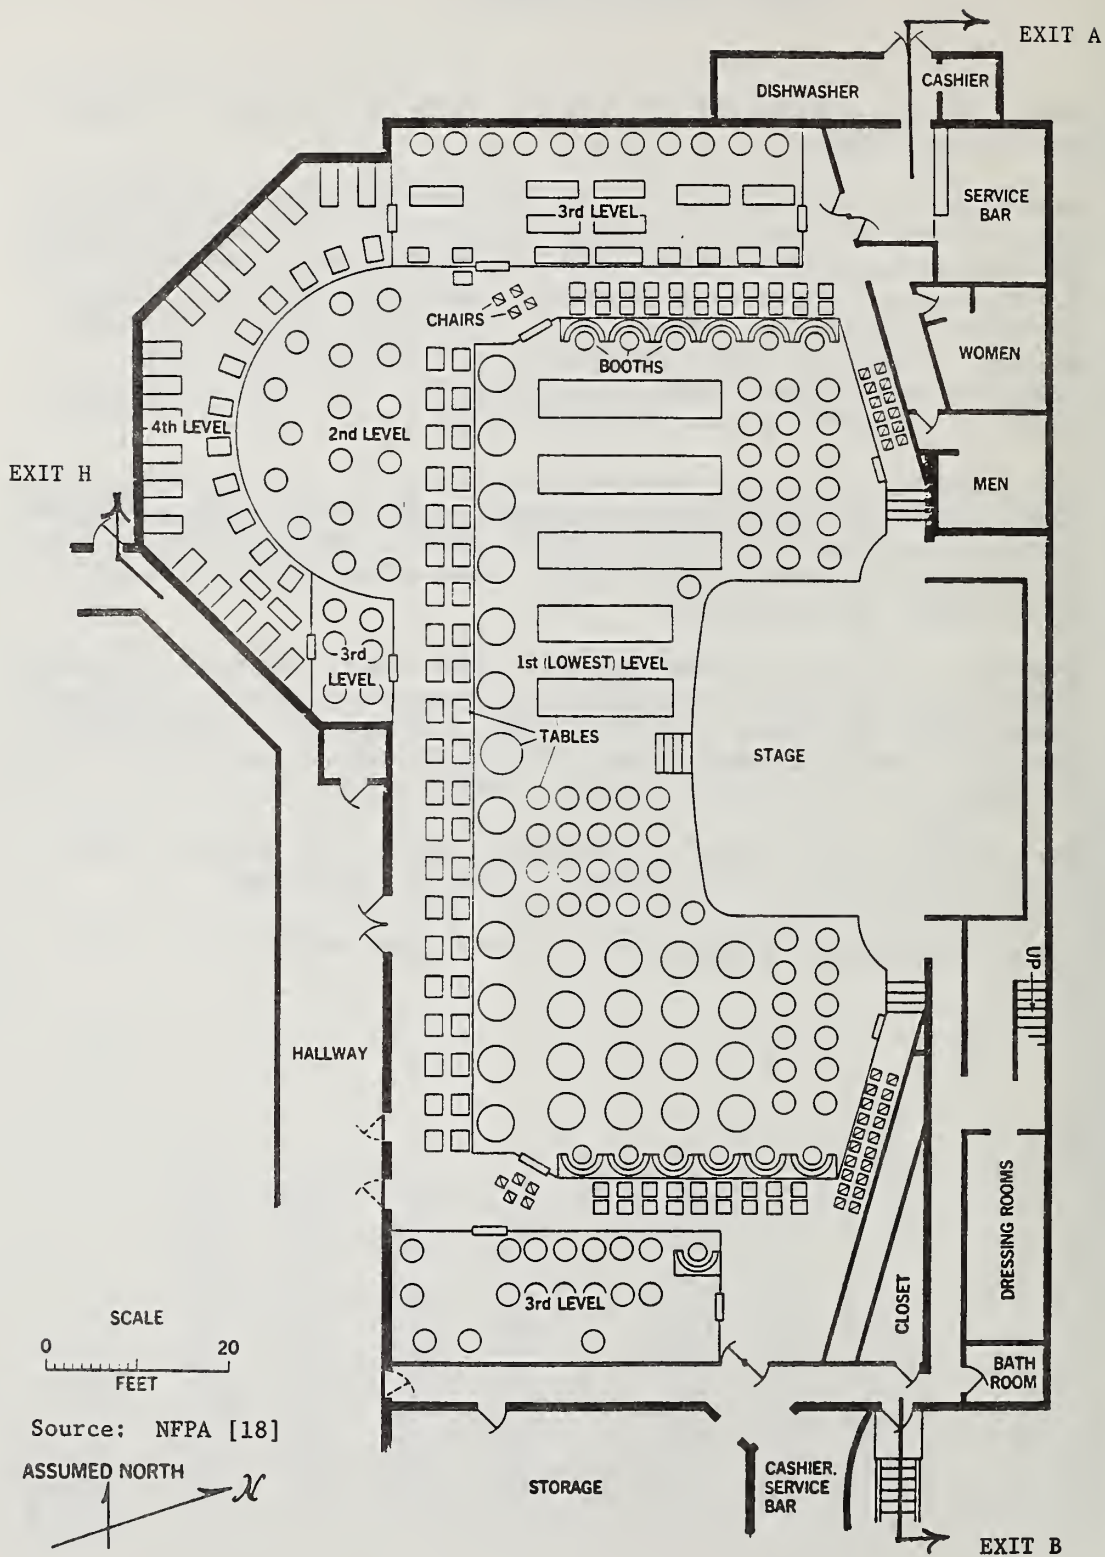 EXIT A
DISHWASHER
CASHIER
SERVICE
BAR
3rd LEVEL
CHAIRS
BOOTHS
WOMEN
4th LEVEL
2nd LEVEL
EXIT H
MEN
3rd
LEVEL
1st (LOWEST) LEVEL
TABLES
STAGE
UP
HALLWAY
DRESSING ROOMS
3rd LEVEL
CLOSET
SCALE
0 20
FEET
BATH
ROOM
Source: NFPA [18]
ASSUMED NORTH
N
STORAGE
CASHIER.
SERVICE
BAR
EXIT B